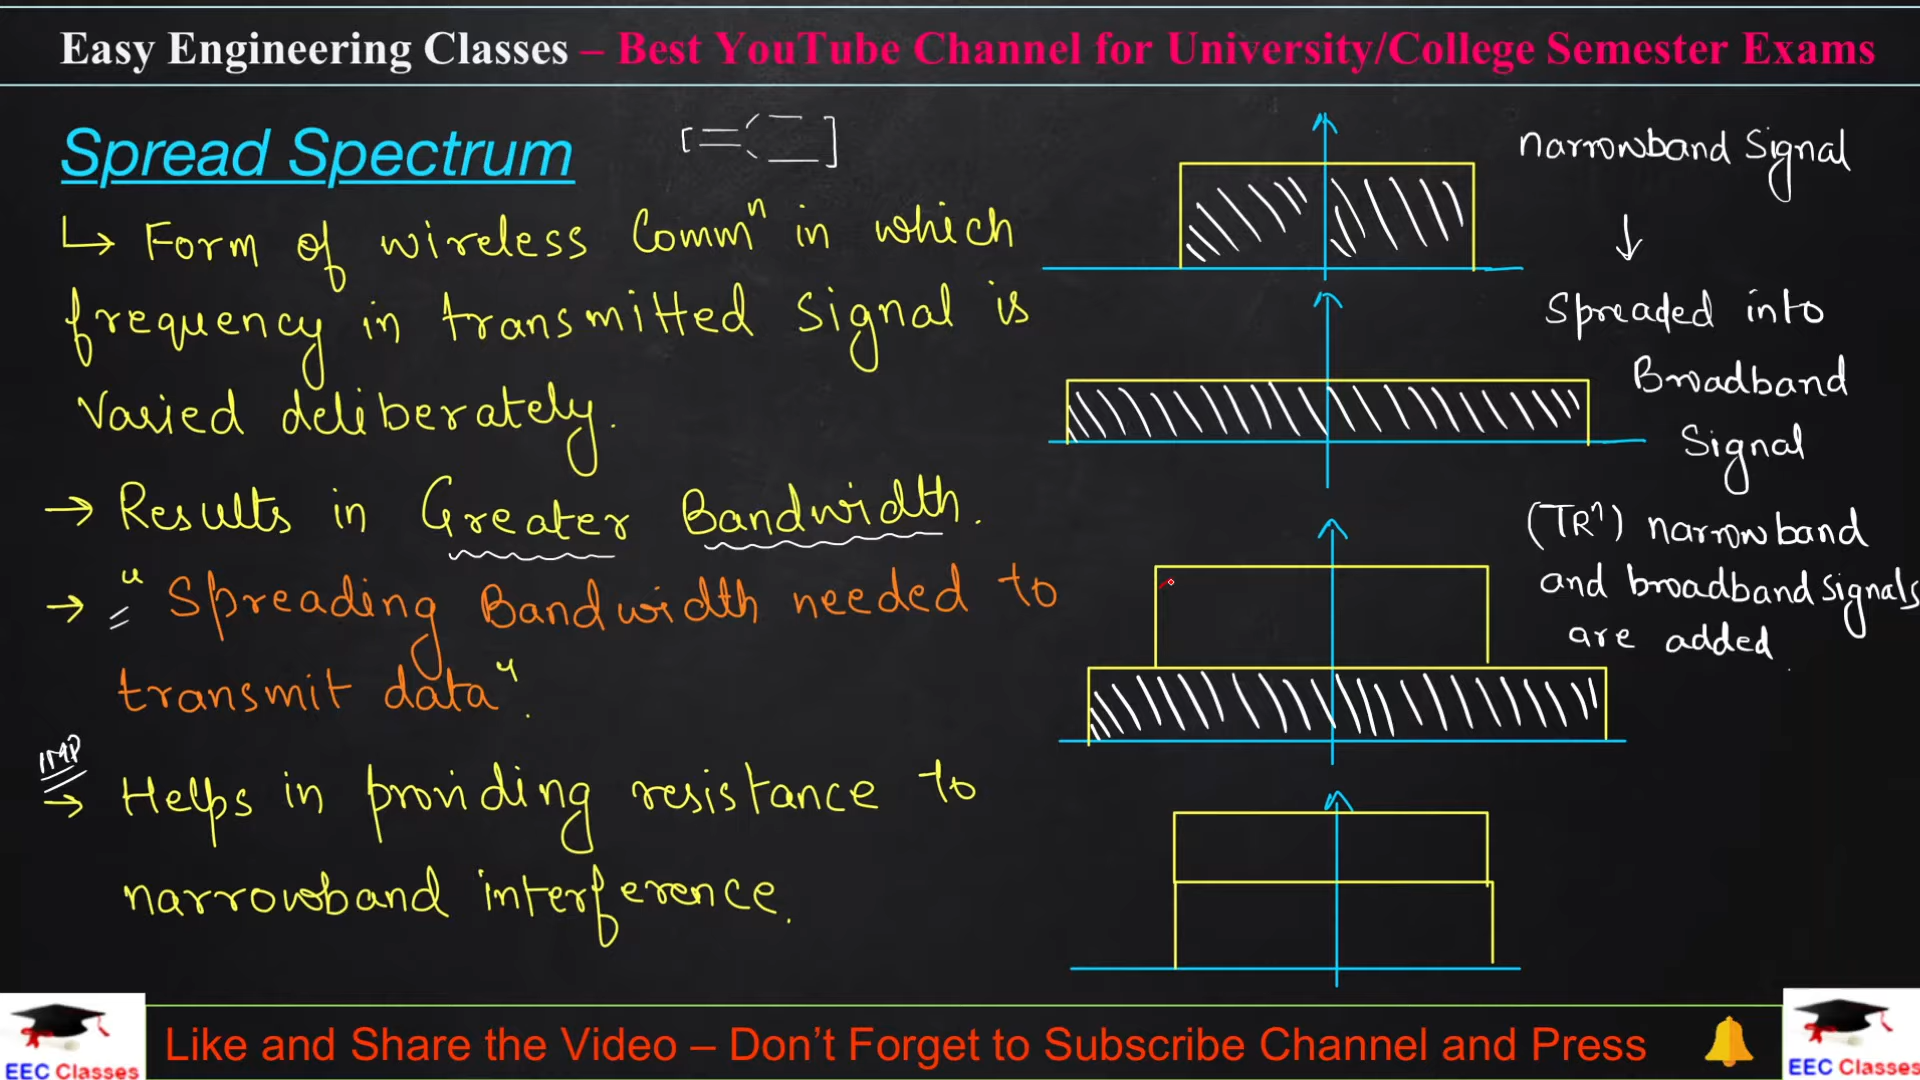 Easy Engineering Classes – Best YouTube Channel for University/College Semester Exams
Spread Spectrum
↳ Form of wireless Commⁿ in which
frequency in transmitted signal is
varied deliberately.
→ Results in Greater Bandwidth.
→ "Spreading Bandwidth needed to
transmit data".
IMP
→ Helps in providing resistance to
narrowband interference.
narrowband Signal
↓
Spreaded into
Broadband
Signal
(TRⁿ) narrowband
and broadband signals
are added
Like and Share the Video – Don't Forget to Subscribe Channel and Press
EEC Classes
EEC Classes